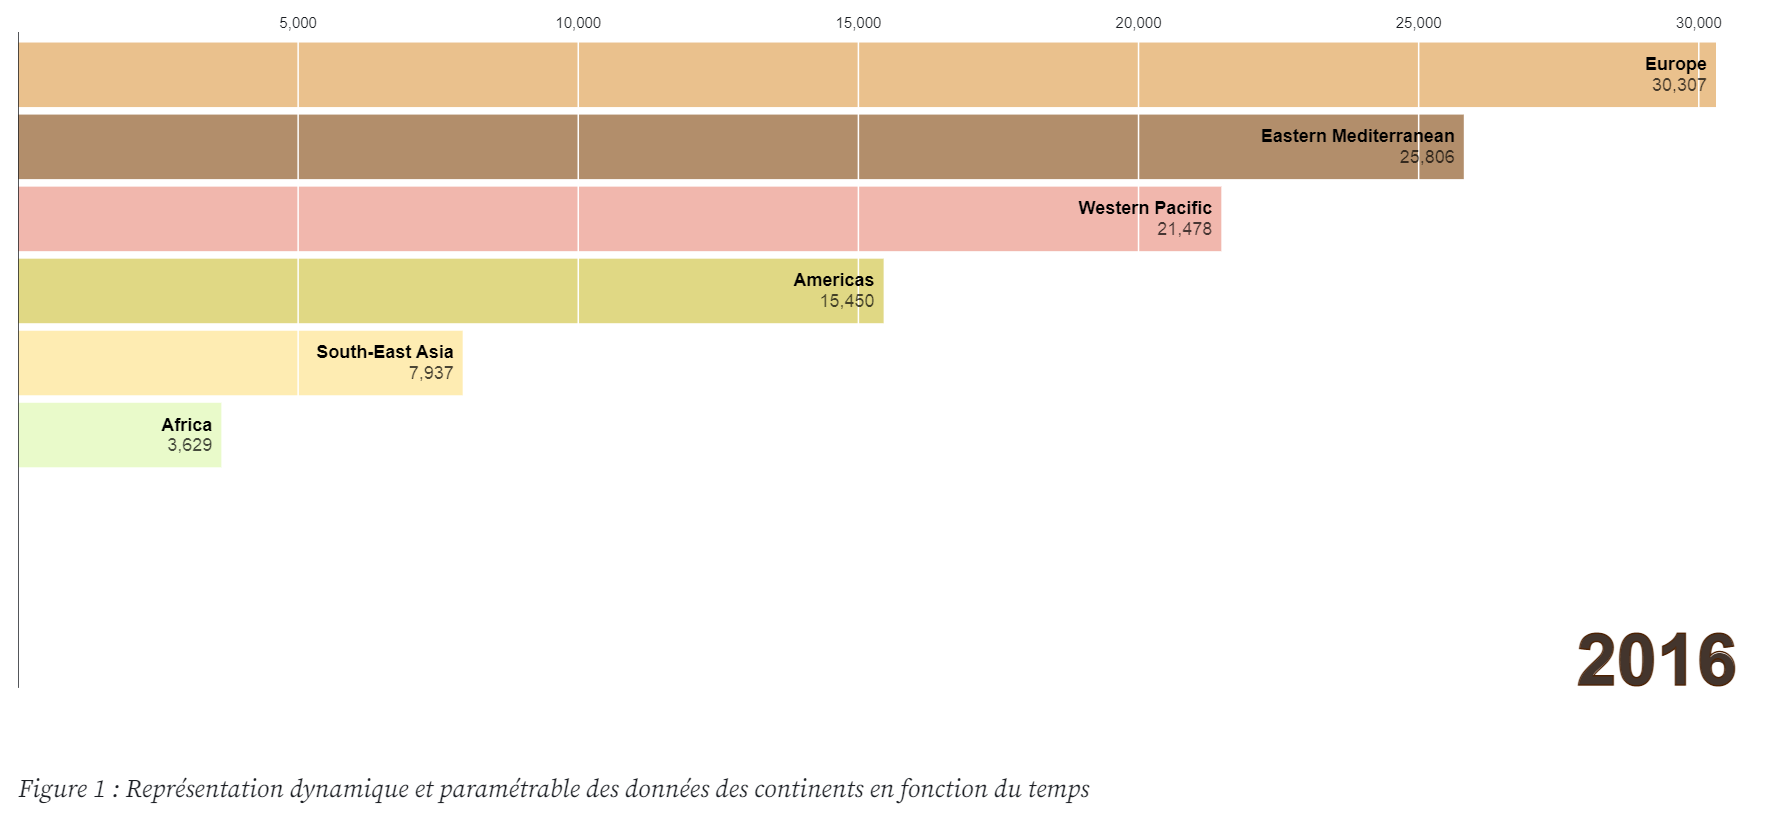 5,000 10,000 15,000 20,000 25,000 30,000
Europe
30,307
Eastern Mediterranean
25,806
Western Pacific
21,478
Americas
15,450
South-East Asia
7,937
Africa
3,629
2016
Figure 1 : Représentation dynamique et paramétrable des données des continents en fonction du temps